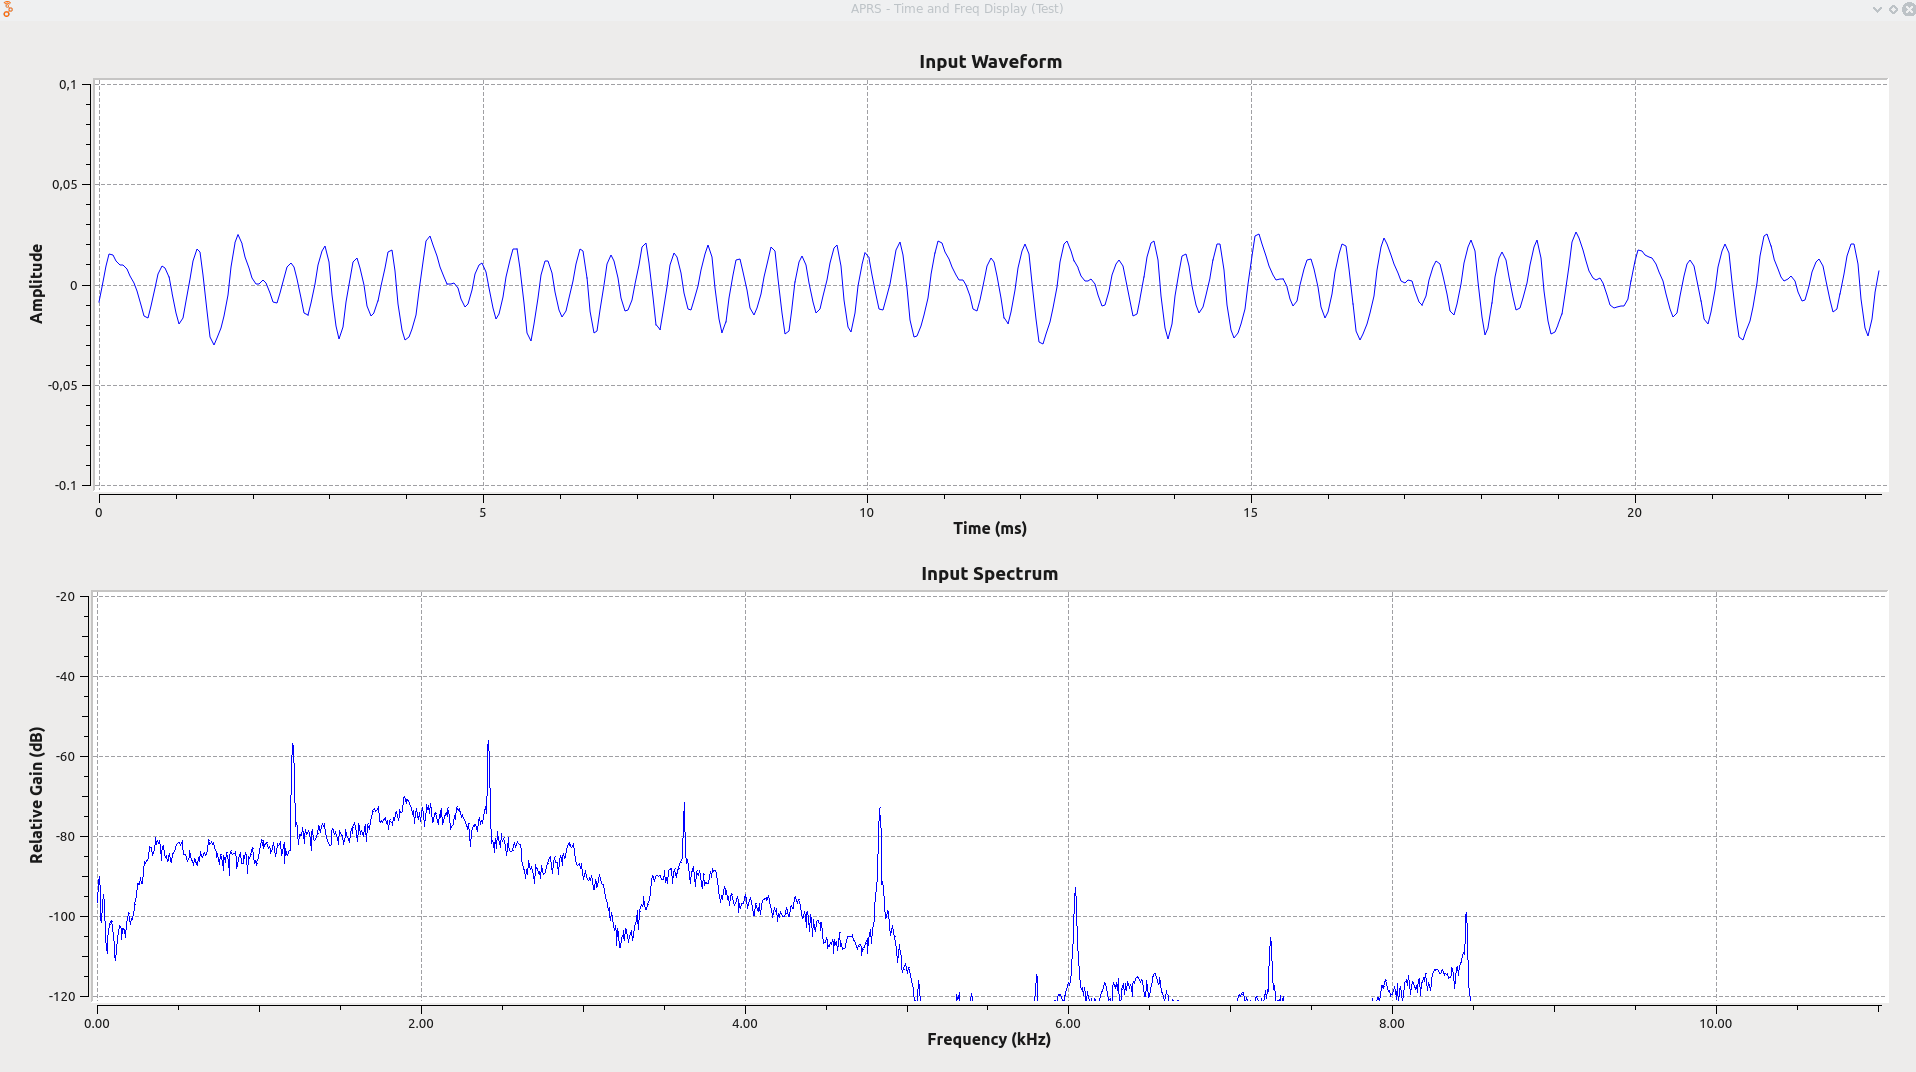 APRS - Time and Freq Display (Test)
Input Waveform
0,1
0,05
0
-0,05
-0.1
Amplitude
0 5 10 15 20
Time (ms)
Input Spectrum
-20
-40
-60
-80
-100
-120
Relative Gain (dB)
0.00 2.00 4.00 6.00 8.00 10.00
Frequency (kHz)